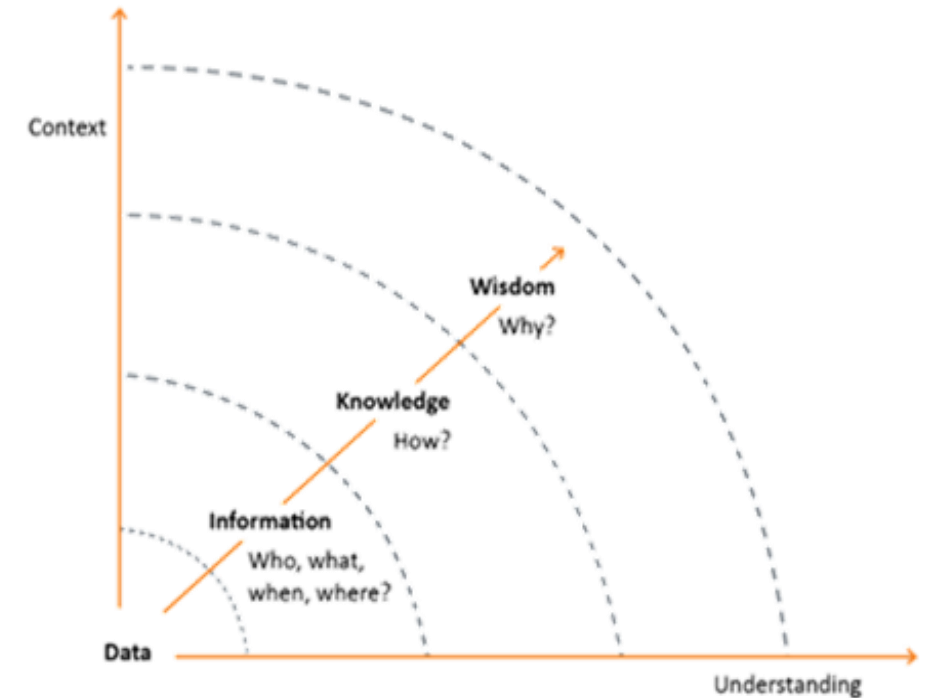 Context
Wisdom
Why?
Knowledge
How?
Information
Who, what,
when, where?
Data
Understanding